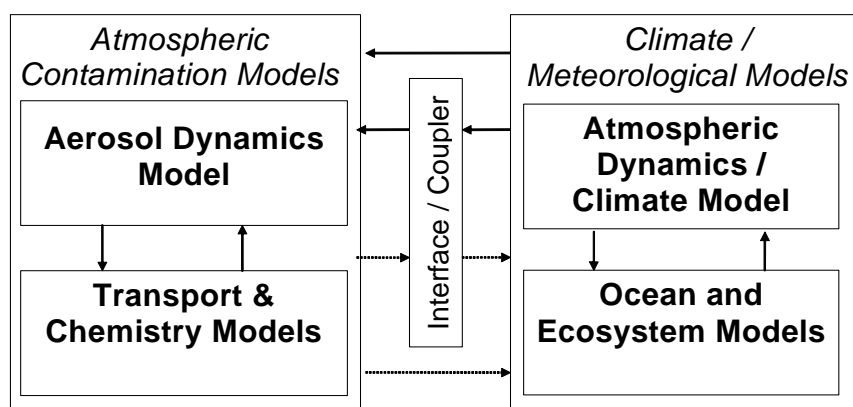 Atmospheric
Contamination Models
Aerosol Dynamics
Model
Transport &
Chemistry Models
Interface / Coupler
Climate /
Meteorological Models
Atmospheric
Dynamics /
Climate Model
Ocean and
Ecosystem Models